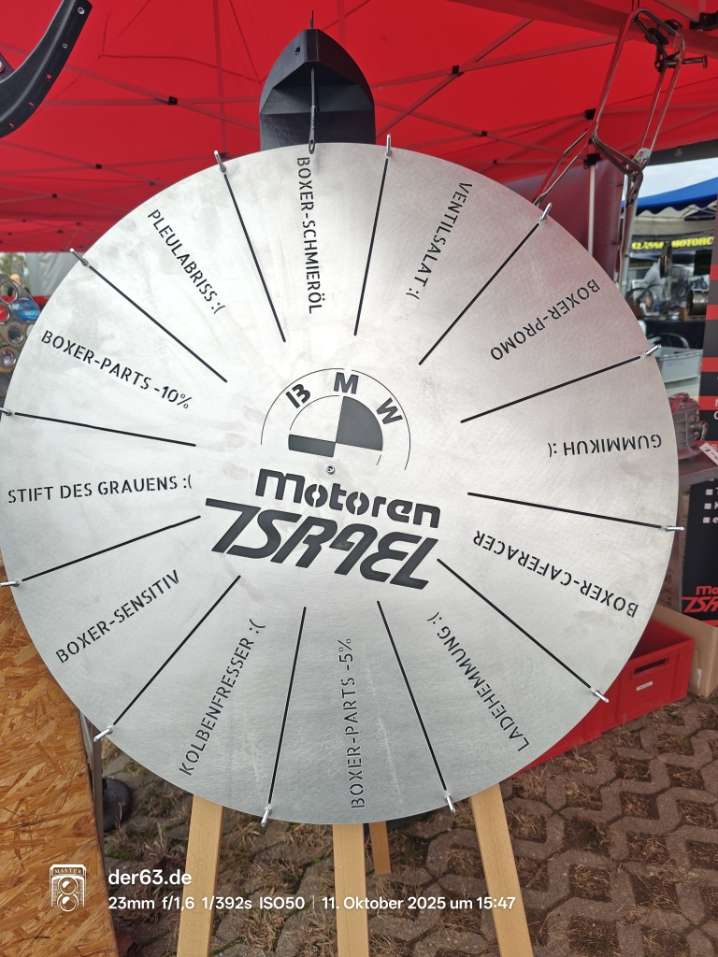 BOXER-SCHMIERÖL
VENTILSALAT :(
BOXER-PROMO
GUMMIKUH :(
BOXER-CAFERACER
LADEHEMMUNG :(
BOXER-PARTS -5%
KOLBENFRESSER :(
BOXER-SENSITIV
STIFT DES GRAUENS :(
BOXER-PARTS -10%
PLEULABRISS :(
BMW
Motoren
ISRAEL
der63.de
23mm f/1.6 1/392s ISO50 | 11. Oktober 2025 um 15:47